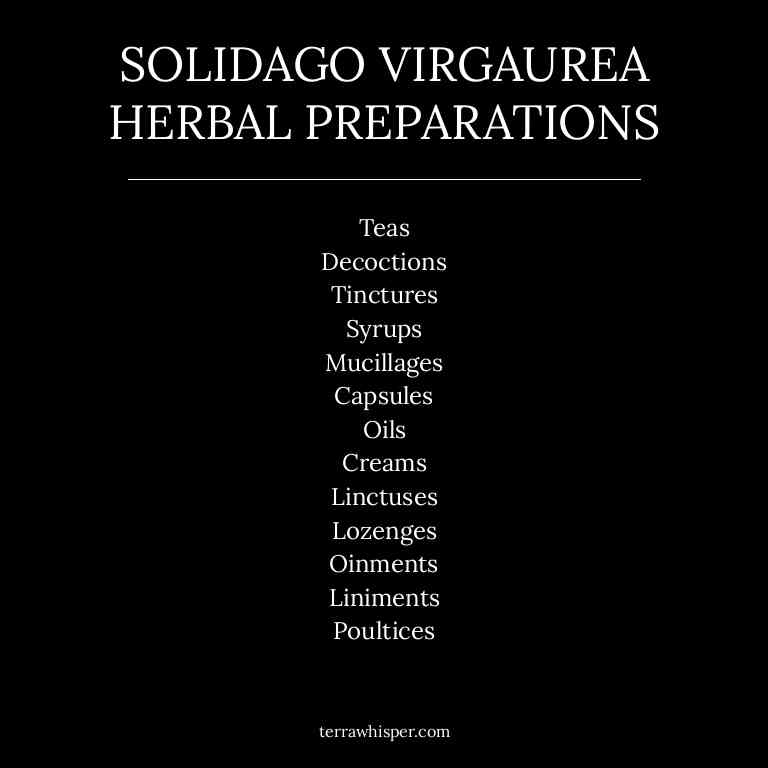 SOLIDAGO VIRGAUREA
HERBAL PREPARATIONS
Teas
Decoctions
Tinctures
Syrups
Mucillages
Capsules
Oils
Creams
Linctuses
Lozenges
Oinments
Liniments
Poultices
terrawhisper.com